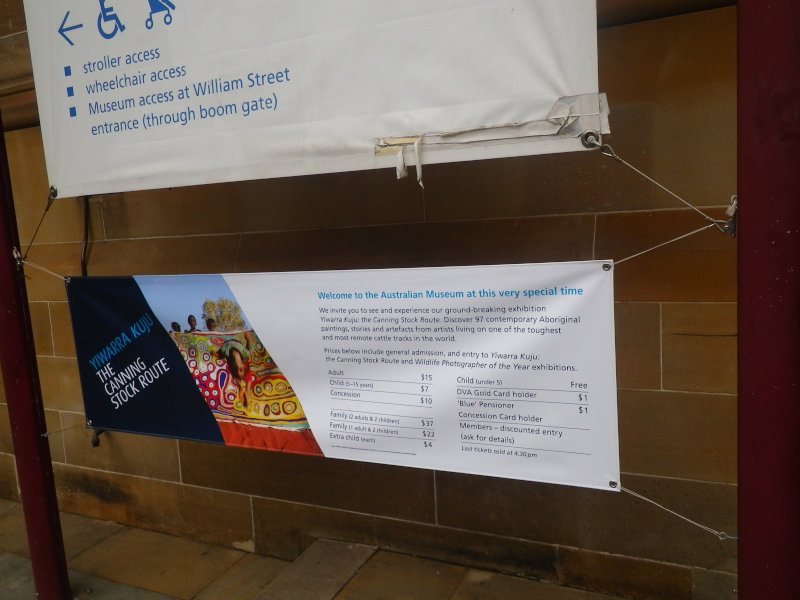 stroller access
wheelchair access
Museum access at William Street
entrance (through boom gate)
YIWARRA KUJU
THE
CANNING
STOCK ROUTE
Welcome to the Australian Museum at this very special time
We invite you to see and experience our ground-breaking exhibition
Yiwarra Kuju: the Canning Stock Route. Discover 97 contemporary Aboriginal
paintings, stories and artefacts from artists living on one of the toughest
and most remote cattle tracks in the world.
Prices below include general admission, and entry to Yiwarra Kuju:
the Canning Stock Route and Wildlife Photographer of the Year exhibitions.
Adult $15
Child (5–15 years) $7
Concession $10
Family (2 adults & 2 children) $37
Family (1 adult & 2 children) $22
Extra child (each) $4
Child (under 5) Free
DVA Gold Card holder $1
'Blue' Pensioner $1
Concession Card holder
Members – discounted entry
(ask for details)
Last tickets sold at 4.30pm